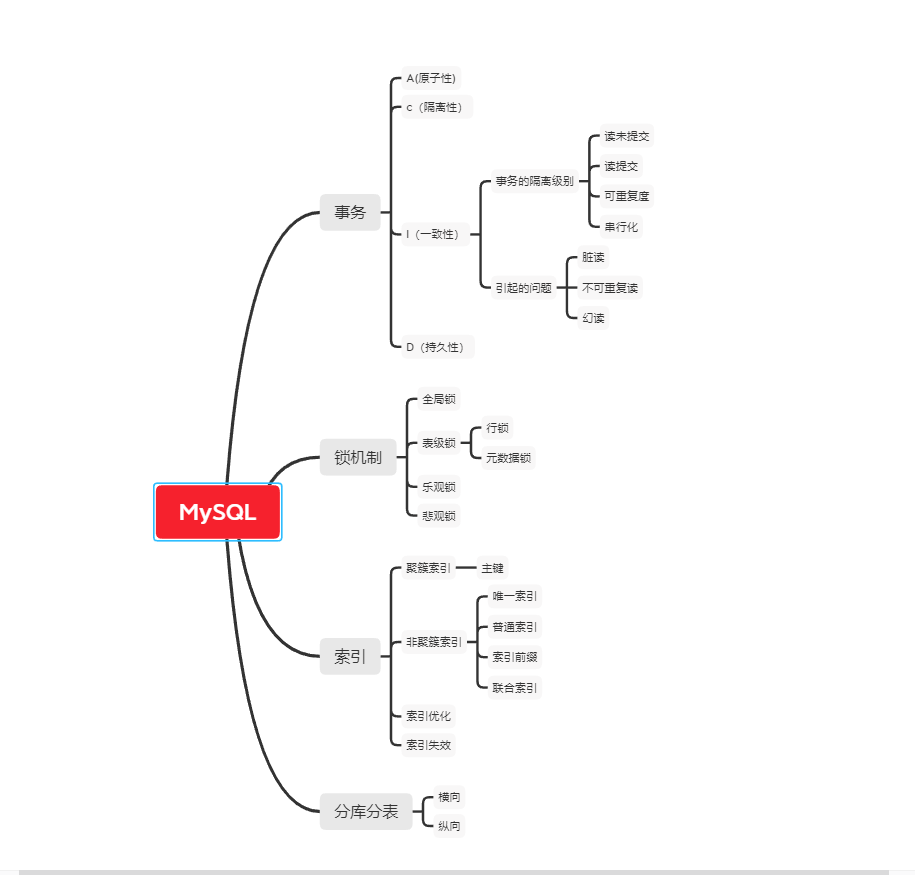 MySQL
事务
A(原子性)
c（隔离性）
I（一致性）
事务的隔离级别
读未提交
读提交
可重复度
串行化
引起的问题
脏读
不可重复读
幻读
D（持久性）
锁机制
全局锁
表级锁
行锁
元数据锁
乐观锁
悲观锁
索引
聚簇索引
主键
非聚簇索引
唯一索引
普通索引
索引前缀
联合索引
索引优化
索引失效
分库分表
横向
纵向